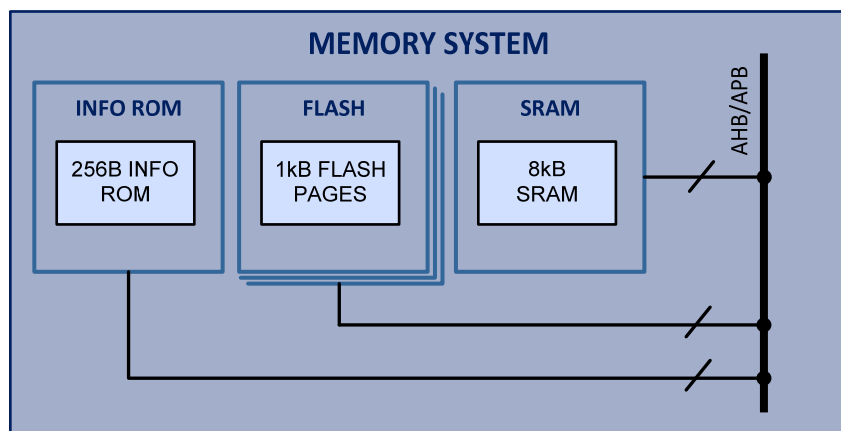 MEMORY SYSTEM
INFO ROM
256B INFO
ROM
FLASH
1kB FLASH
PAGES
SRAM
8kB
SRAM
AHB/APB